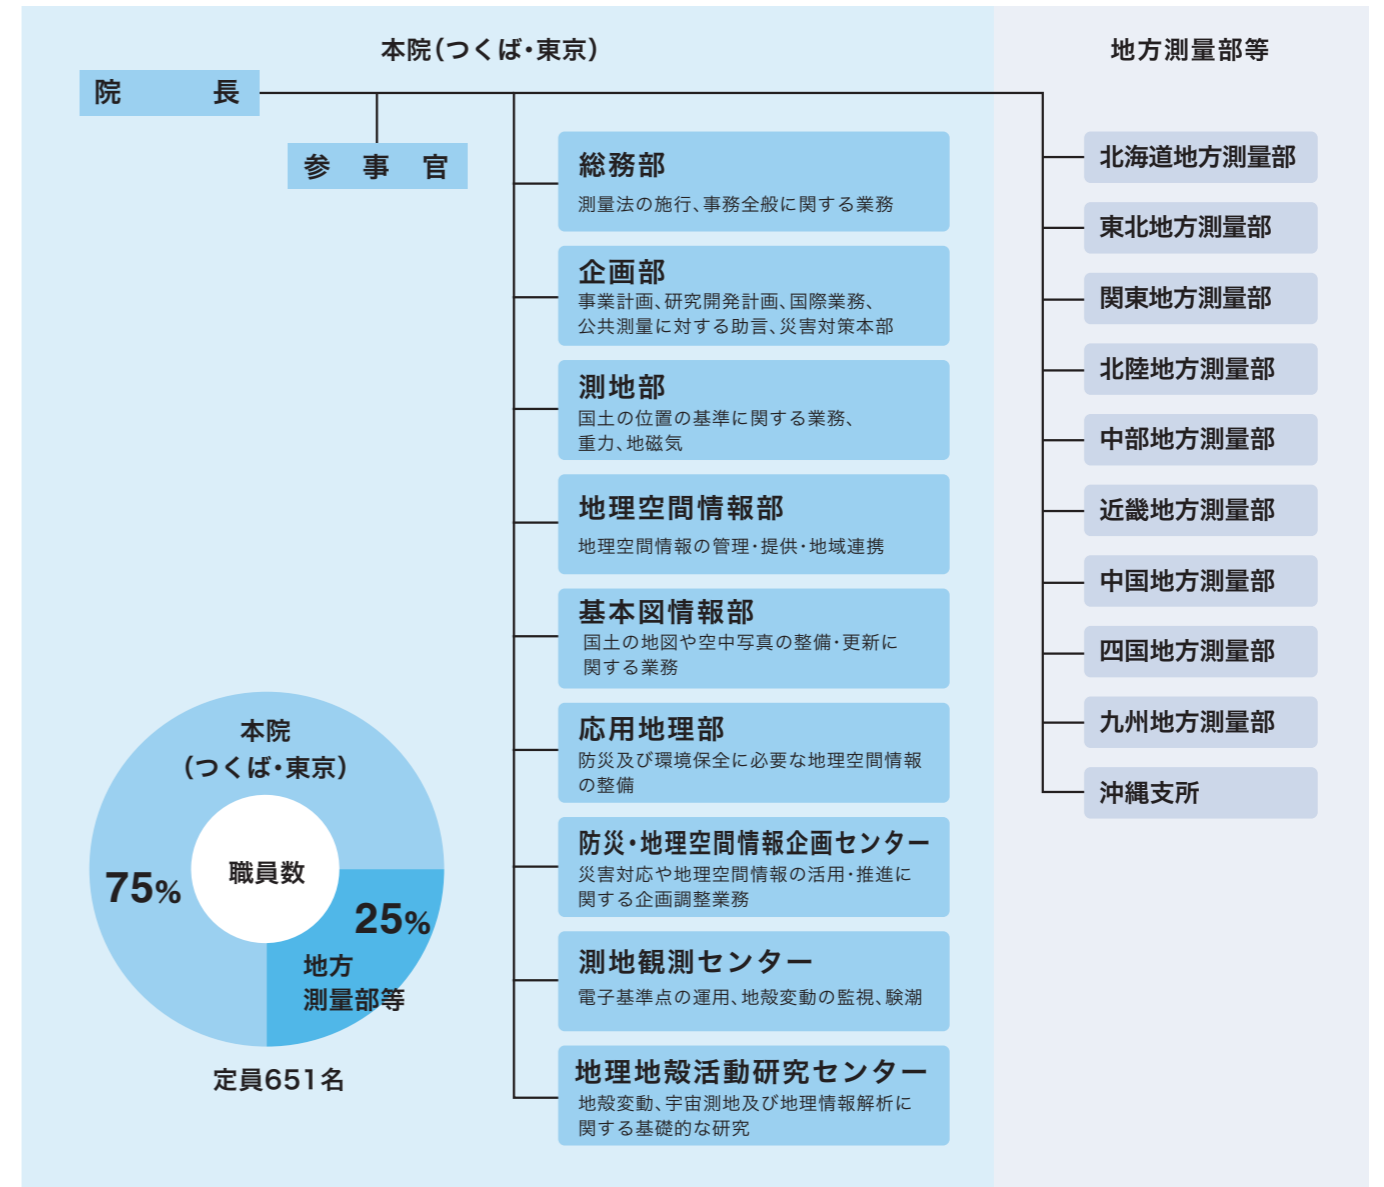 本院(つくば・東京)
院長
参事官
総務部
測量法の施行、事務全般に関する業務
企画部
事業計画、研究開発計画、国際業務、
公共測量に対する助言、災害対策本部
測地部
国土の位置の基準に関する業務、
重力、地磁気
地理空間情報部
地理空間情報の管理・提供・地域連携
基本図情報部
国土の地図や空中写真の整備・更新に
関する業務
応用地理部
防災及び環境保全に必要な地理空間情報
の整備
防災・地理空間情報企画センター
災害対応や地理空間情報の活用・推進に
関する企画調整業務
測地観測センター
電子基準点の運用、地殻変動の監視、験潮
地理地殻活動研究センター
地殻変動、宇宙測地及び地理情報解析に
関する基礎的な研究
地方測量部等
北海道地方測量部
東北地方測量部
関東地方測量部
北陸地方測量部
中部地方測量部
近畿地方測量部
中国地方測量部
四国地方測量部
九州地方測量部
沖縄支所
本院
(つくば・東京)
職員数
75%
25%
地方
測量部等
定員651名